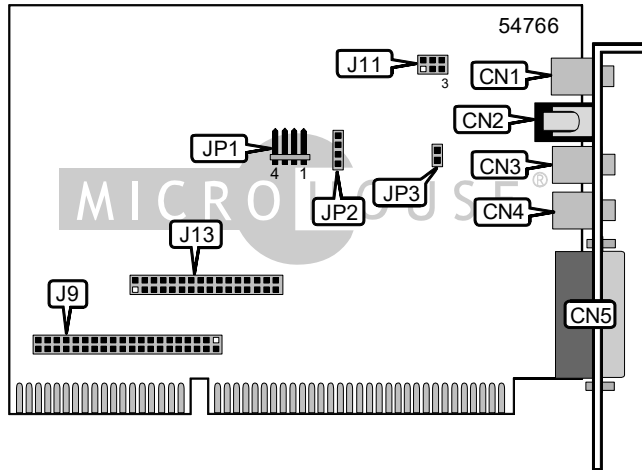 54766
J11
3
CN1
CN2
JP1
4 1
JP2
JP3
CN3
CN4
MICRO HOUSE®
J13
J9
CN5